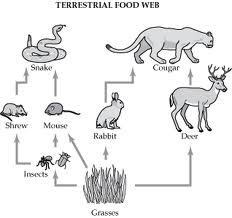 TERRESTRIAL FOOD WEB
Snake
Cougar
Shrew
Mouse
Rabbit
Deer
Insects
Grasses